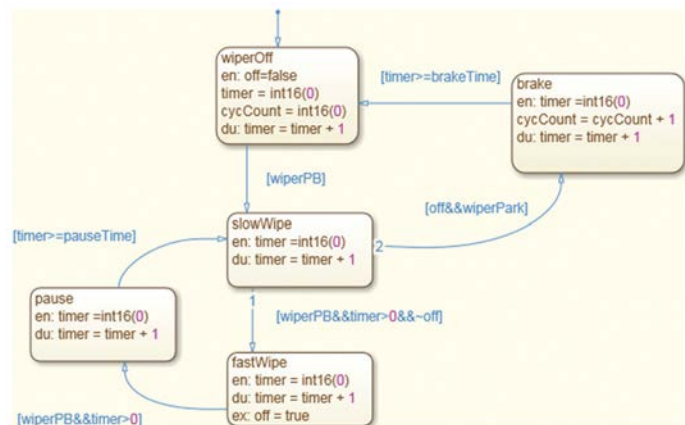 wiperOff
en: off=false
timer = int16(0)
cycCount = int16(0)
du: timer = timer + 1
[timer>=brakeTime]
brake
en: timer =int16(0)
cycCount = cycCount + 1
du: timer = timer + 1
[wiperPB]
[off&&wiperPark]
[timer>=pauseTime]
slowWipe
en: timer =int16(0)
du: timer = timer + 1
2
1
pause
en: timer =int16(0)
du: timer = timer + 1
[wiperPB&&timer>0&&~off]
fastWipe
en: timer = int16(0)
du: timer = timer + 1
ex: off = true
[wiperPB&&timer>0]